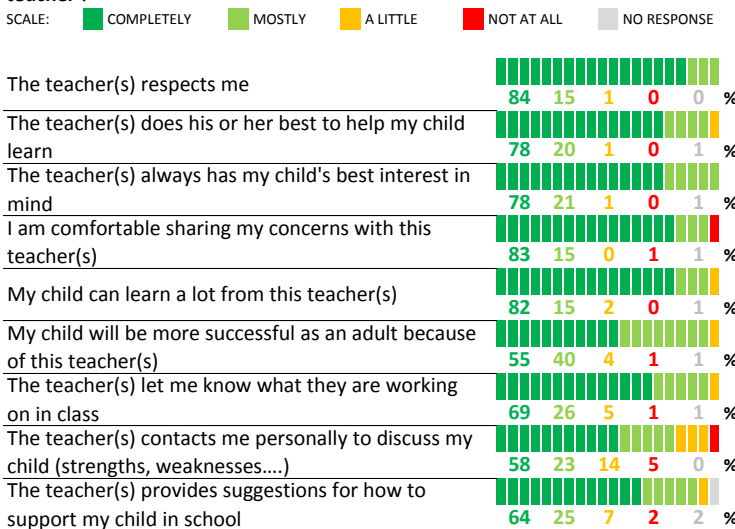 SCALE: COMPLETELY MOSTLY A LITTLE NOT AT ALL NO RESPONSE
The teacher(s) respects me
84 15 1 0 0 %
The teacher(s) does his or her best to help my child
learn
78 20 1 0 1 %
The teacher(s) always has my child's best interest in
mind
78 21 1 0 1 %
I am comfortable sharing my concerns with this
teacher(s)
83 15 0 1 1 %
My child can learn a lot from this teacher(s)
82 15 2 0 1 %
My child will be more successful as an adult because
of this teacher(s)
55 40 4 1 1 %
The teacher(s) let me know what they are working
on in class
69 26 5 1 1 %
The teacher(s) contacts me personally to discuss my
child (strengths, weaknesses....)
58 23 14 5 0 %
The teacher(s) provides suggestions for how to
support my child in school
64 25 7 2 2 %